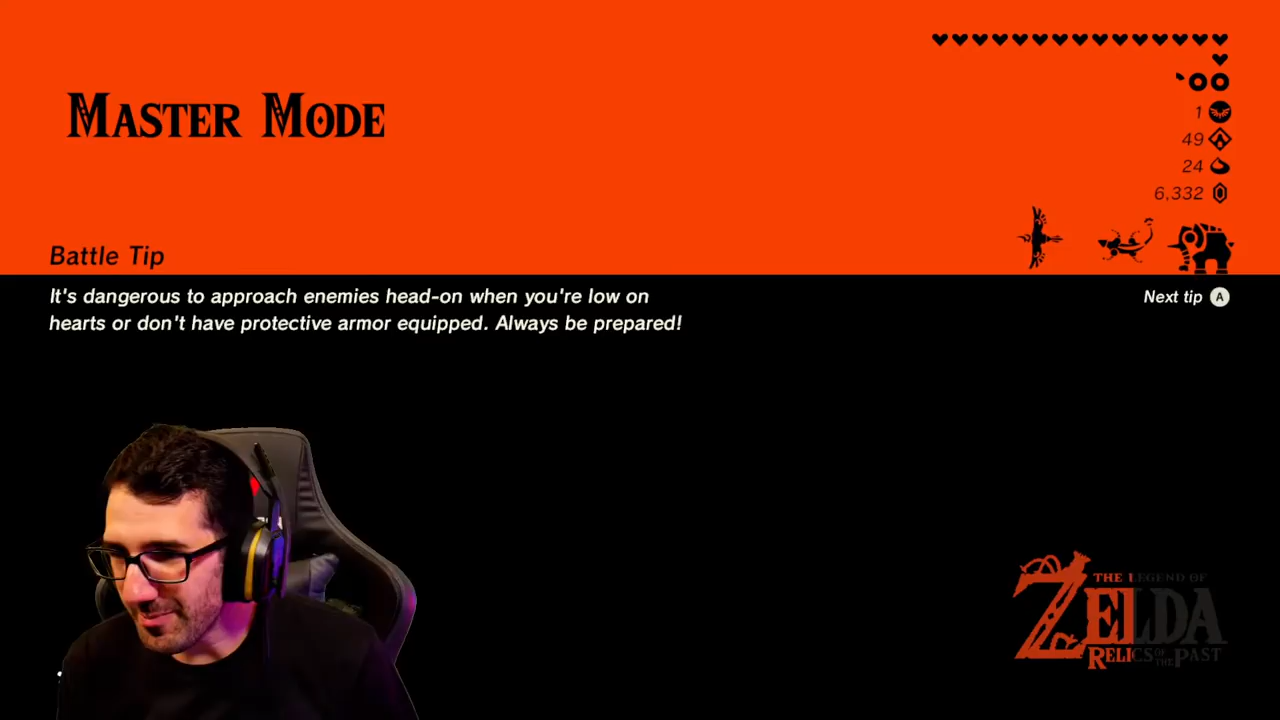 MASTER MODE
1
49
24
6,332
Battle Tip
It's dangerous to approach enemies head-on when you're low on
hearts or don't have protective armor equipped. Always be prepared!
Next tip A
THE LEGEND OF
ZELDA
RELICS OF THE PAST